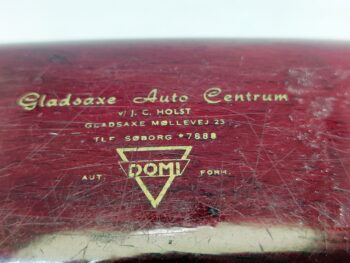 Gladsaxe Auto Centrum
v/ J. C. HOLST
GLADSAXE MØLLEVEJ 23
TLF. SØBORG *7888
AUT. DOMI FORH.